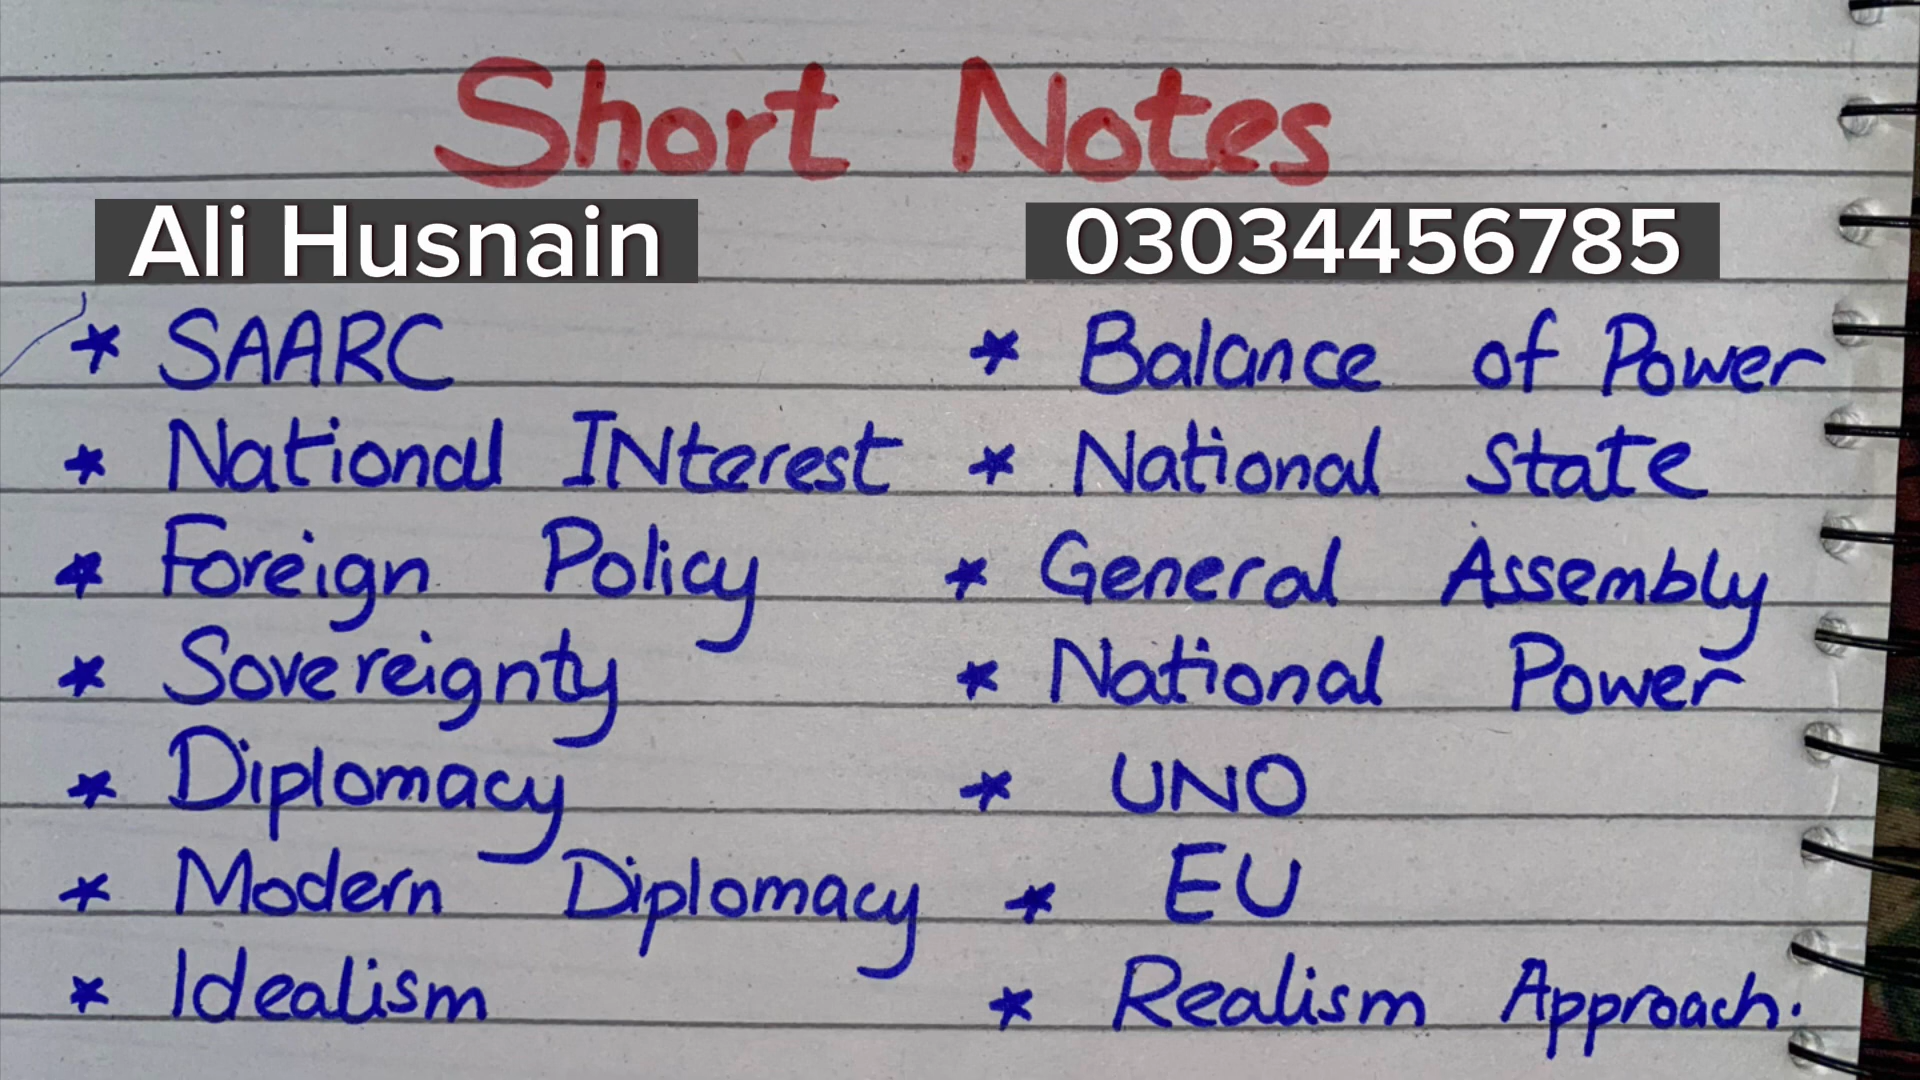 Short Notes
Ali Husnain 03034456785
* SAARC * Balance of Power
* National INterest * National State
* Foreign Policy * General Assembly
* Sovereignty * National Power
* Diplomacy * UNO
* Modern Diplomacy * EU
* Idealism * Realism Approach.